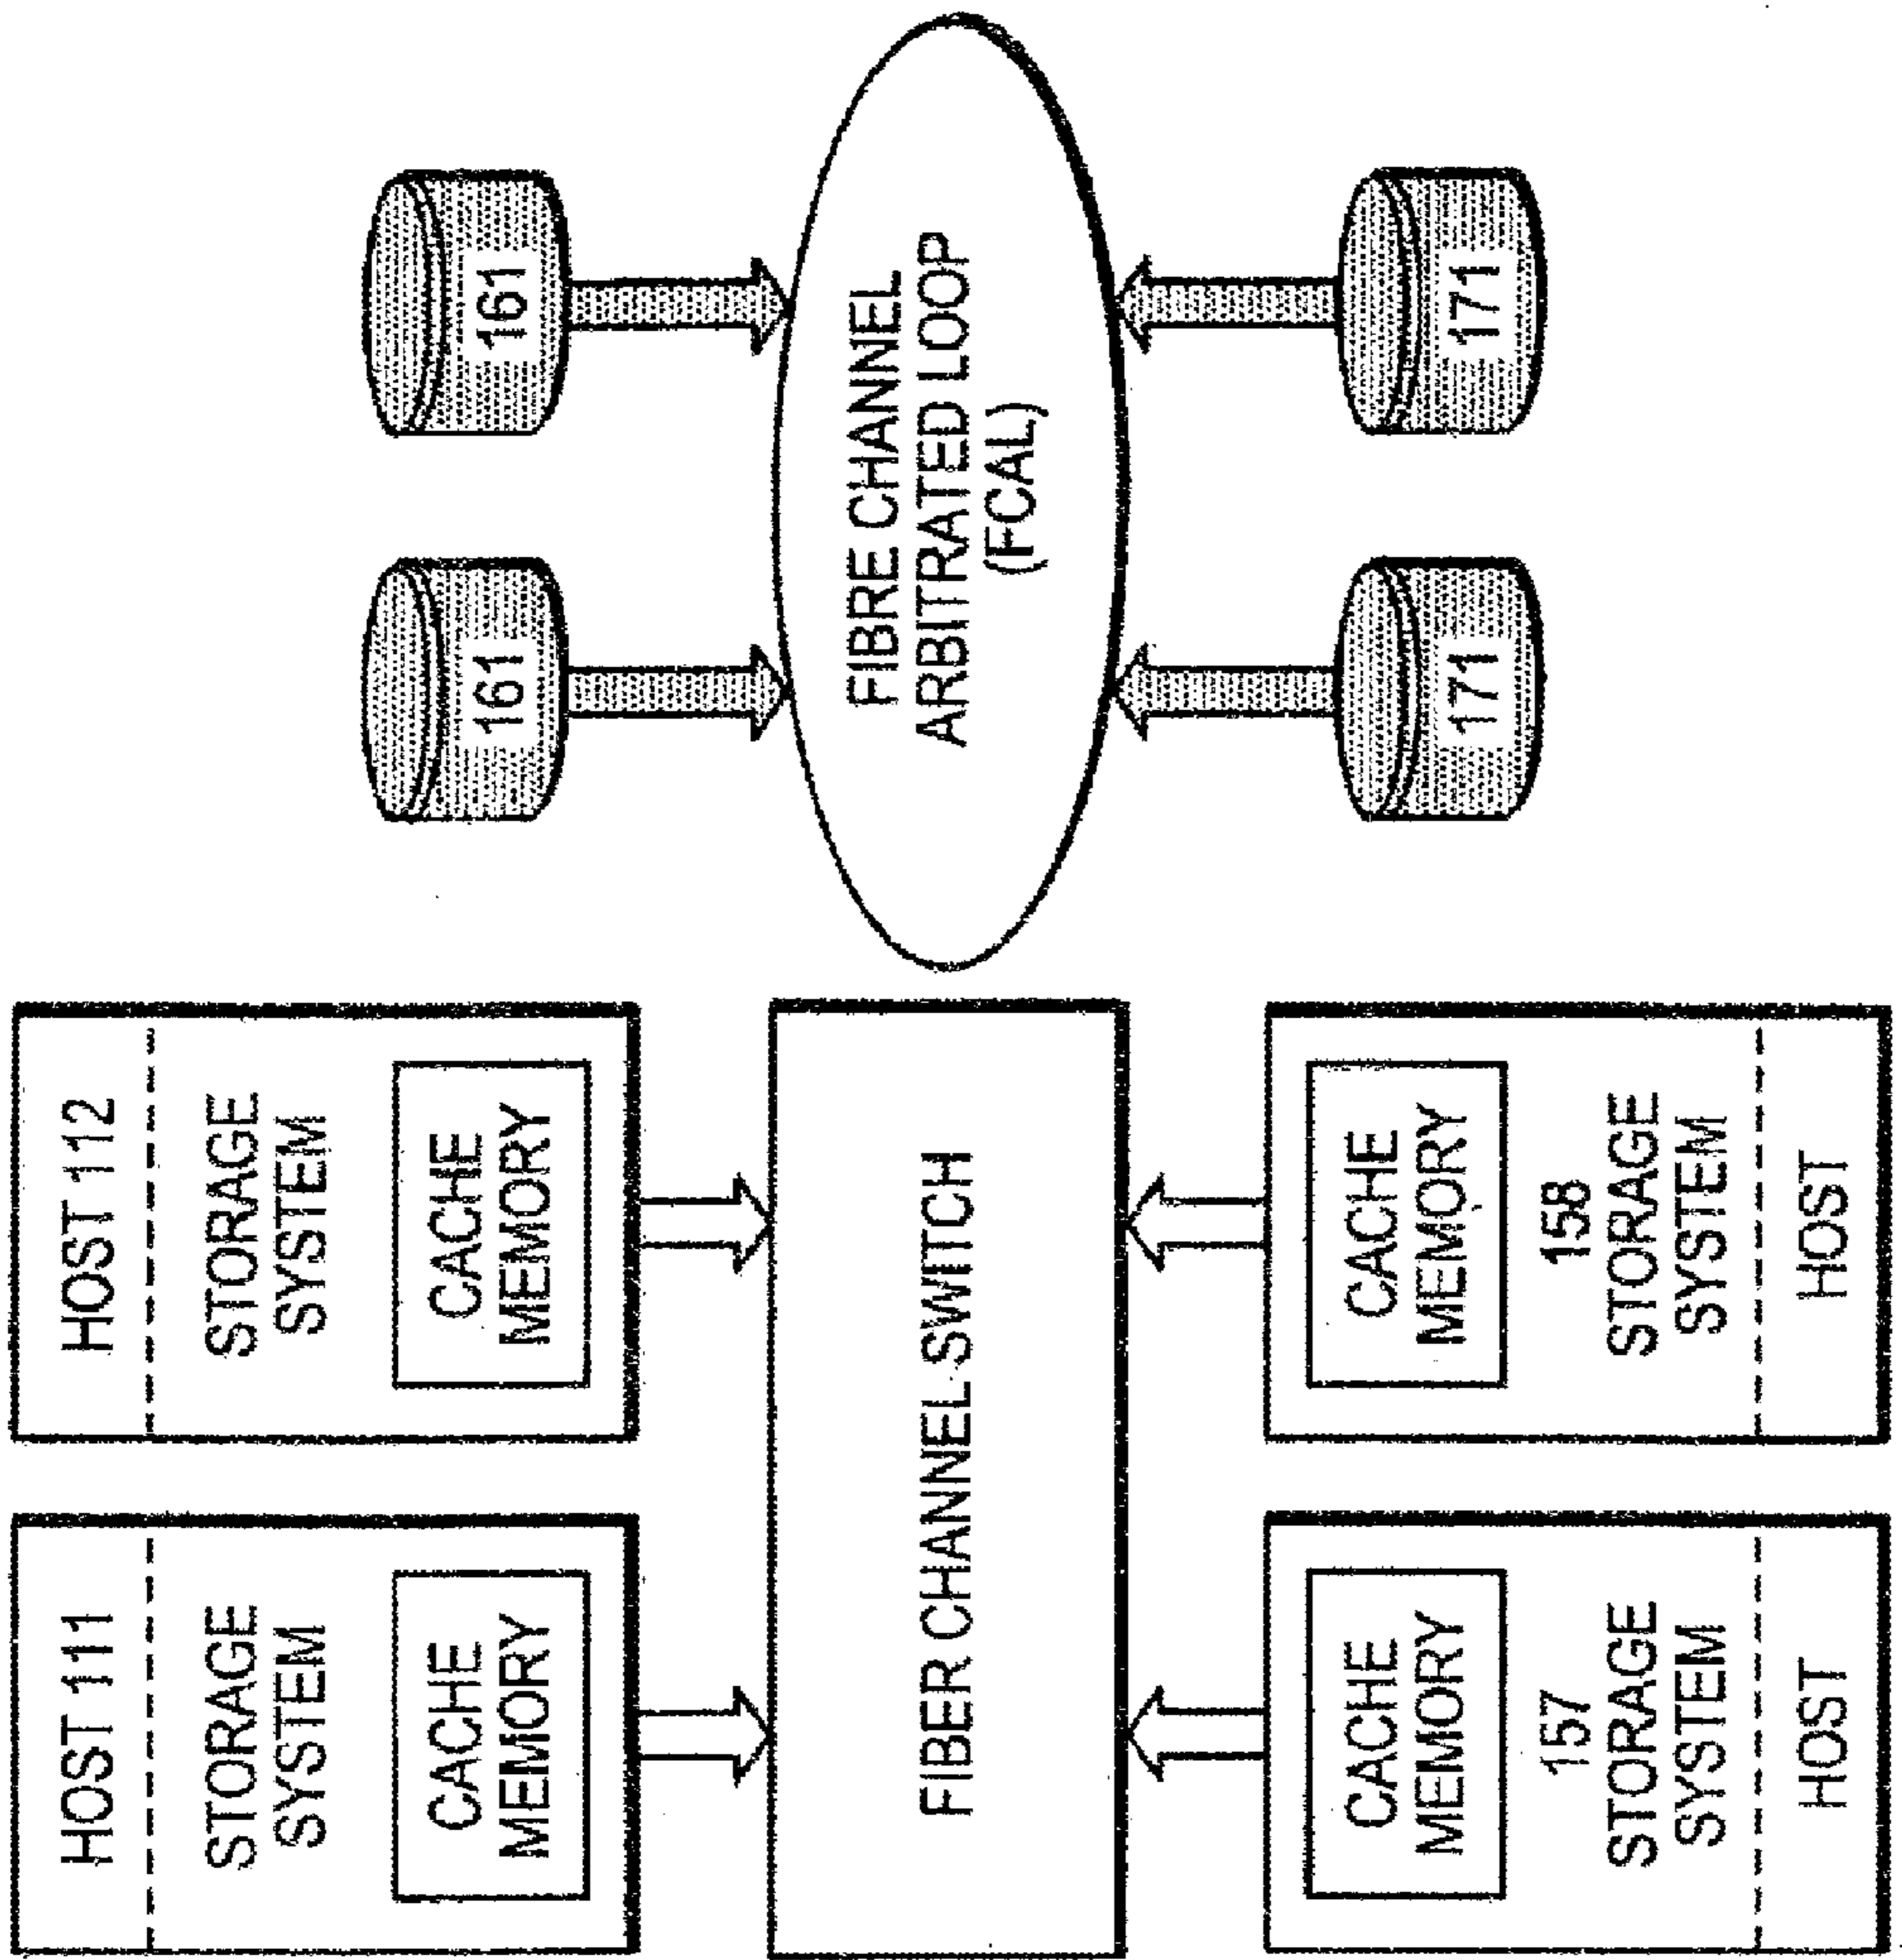 HOST 111
STORAGE
SYSTEM
CACHE
MEMORY
HOST 112
STORAGE
SYSTEM
CACHE
MEMORY
161
161
FIBER CHANNEL SWITCH
FIBRE CHANNEL
ARBITRATED LOOP
(FCAL)
CACHE
MEMORY
157
STORAGE
SYSTEM
HOST
CACHE
MEMORY
158
STORAGE
SYSTEM
HOST
171
171